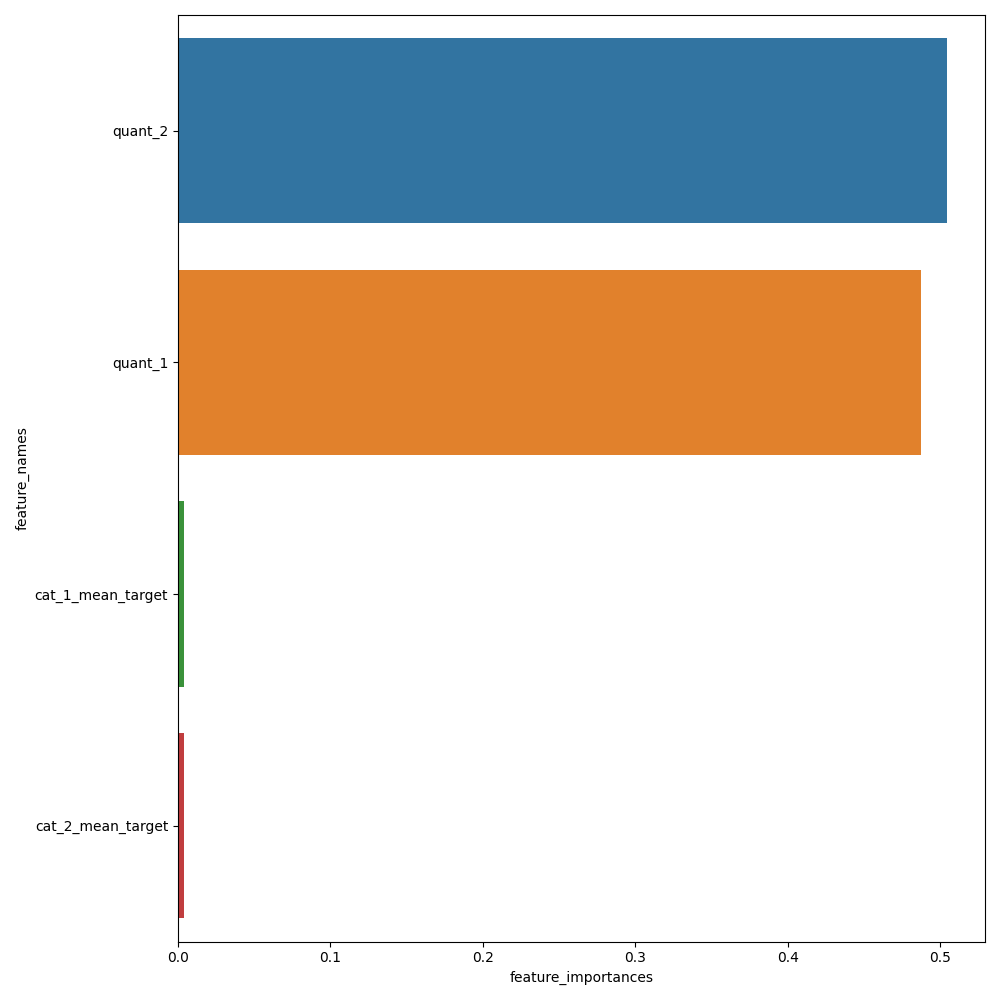 feature_names
quant_2
quant_1
cat_1_mean_target
cat_2_mean_target
0.0 0.1 0.2 0.3 0.4 0.5
feature_importances